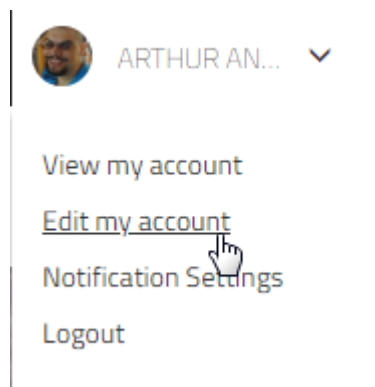 ARTHUR AN...
View my account
Edit my account
Notification Settings
Logout